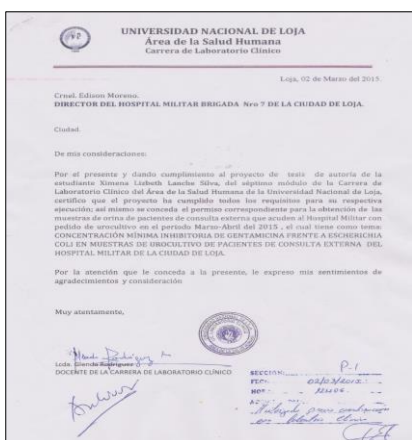 UNIVERSIDAD NACIONAL DE LOJA
Área de la Salud Humana
Carrera de Laboratorio Clínico
Loja, 02 de Marzo del 2015.
Crnel. Edison Moreno.
DIRECTOR DEL HOSPITAL MILITAR BRIGADA Nro 7 DE LA CIUDAD DE LOJA.
Ciudad.
De mis consideraciones:
Por el presente y dando cumplimiento al proyecto de tesis de autoría de la
estudiante Ximena Lizbeth Lanche Silva, del séptimo módulo de la Carrera de
Laboratorio Clínico del Área de la Salud Humana de la Universidad Nacional de Loja,
certifico que el proyecto ha cumplido todos los requisitos para su respectiva
ejecución; así mismo se conceda el permiso correspondiente para la obtención de las
muestras de orina de pacientes de consulta externa que acuden al Hospital Militar con
pedido de urocultivo en el periodo Marzo-Abril del 2015 , el cual tiene como tema:
CONCENTRACIÓN MÍNIMA INHIBITORIA DE GENTAMICINA FRENTE A ESCHERICHIA
COLI EN MUESTRAS DE UROCULTIVO DE PACIENTES DE CONSULTA EXTERNA DEL
HOSPITAL MILITAR DE LA CIUDAD DE LOJA.
Por la atención que le conceda a la presente, le expreso mis sentimientos de
agradecimientos y consideración
Muy atentamente,
Lcda. Glenda Rodríguez
DOCENTE DE LA CARRERA DE LABORATORIO CLÍNICO
SECCION: P-1